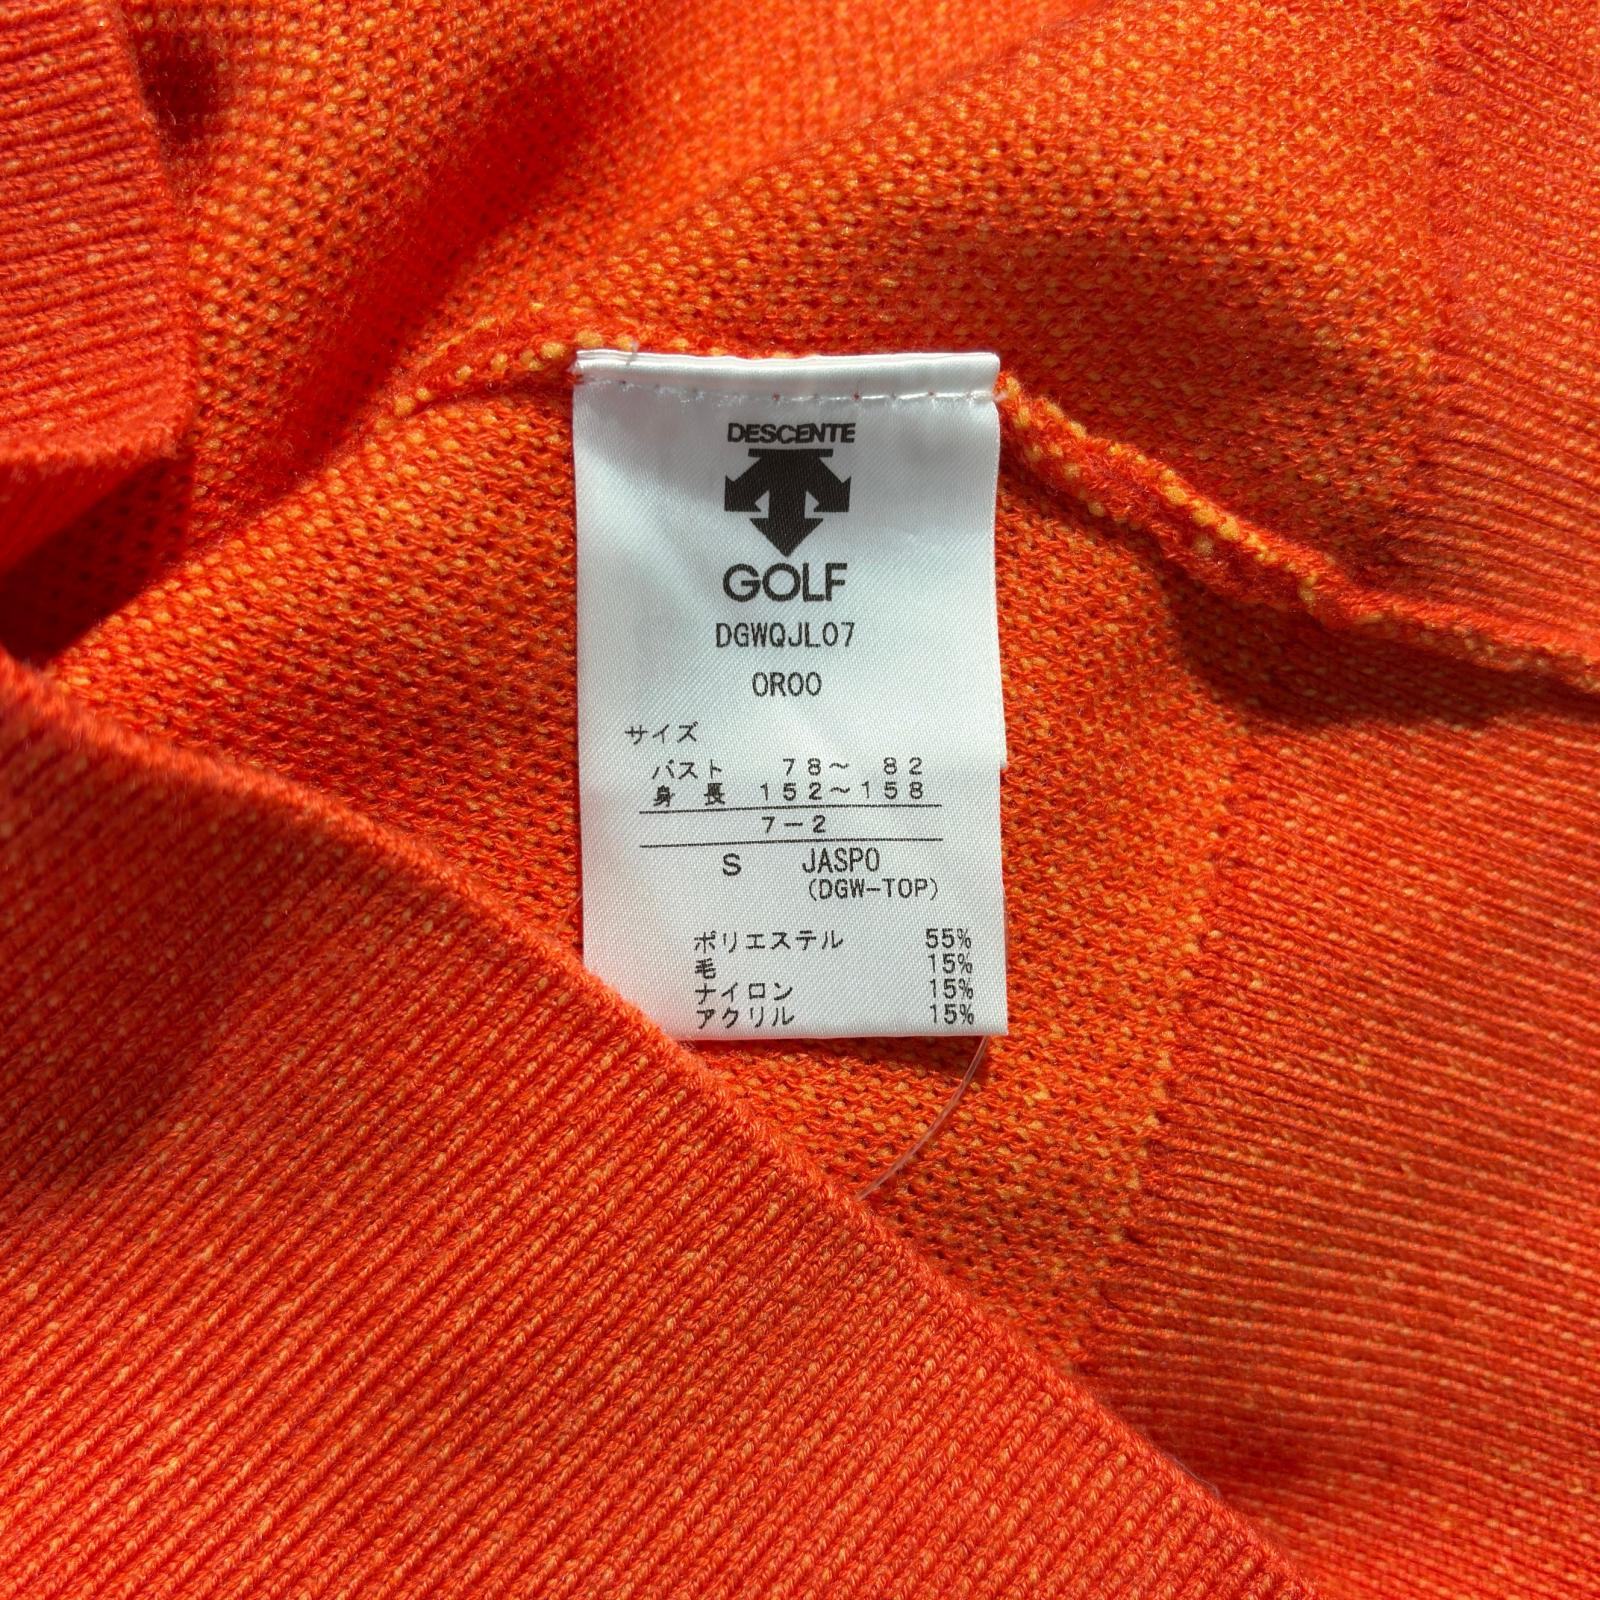 DESCENTE
GOLF
DGWQJL07
OR00
サイズ
バスト 78～ 82
身 長 152～158
7－2
S JASPO
(DGW-TOP)
ポリエステル 55%
毛 15%
ナイロン 15%
アクリル 15%